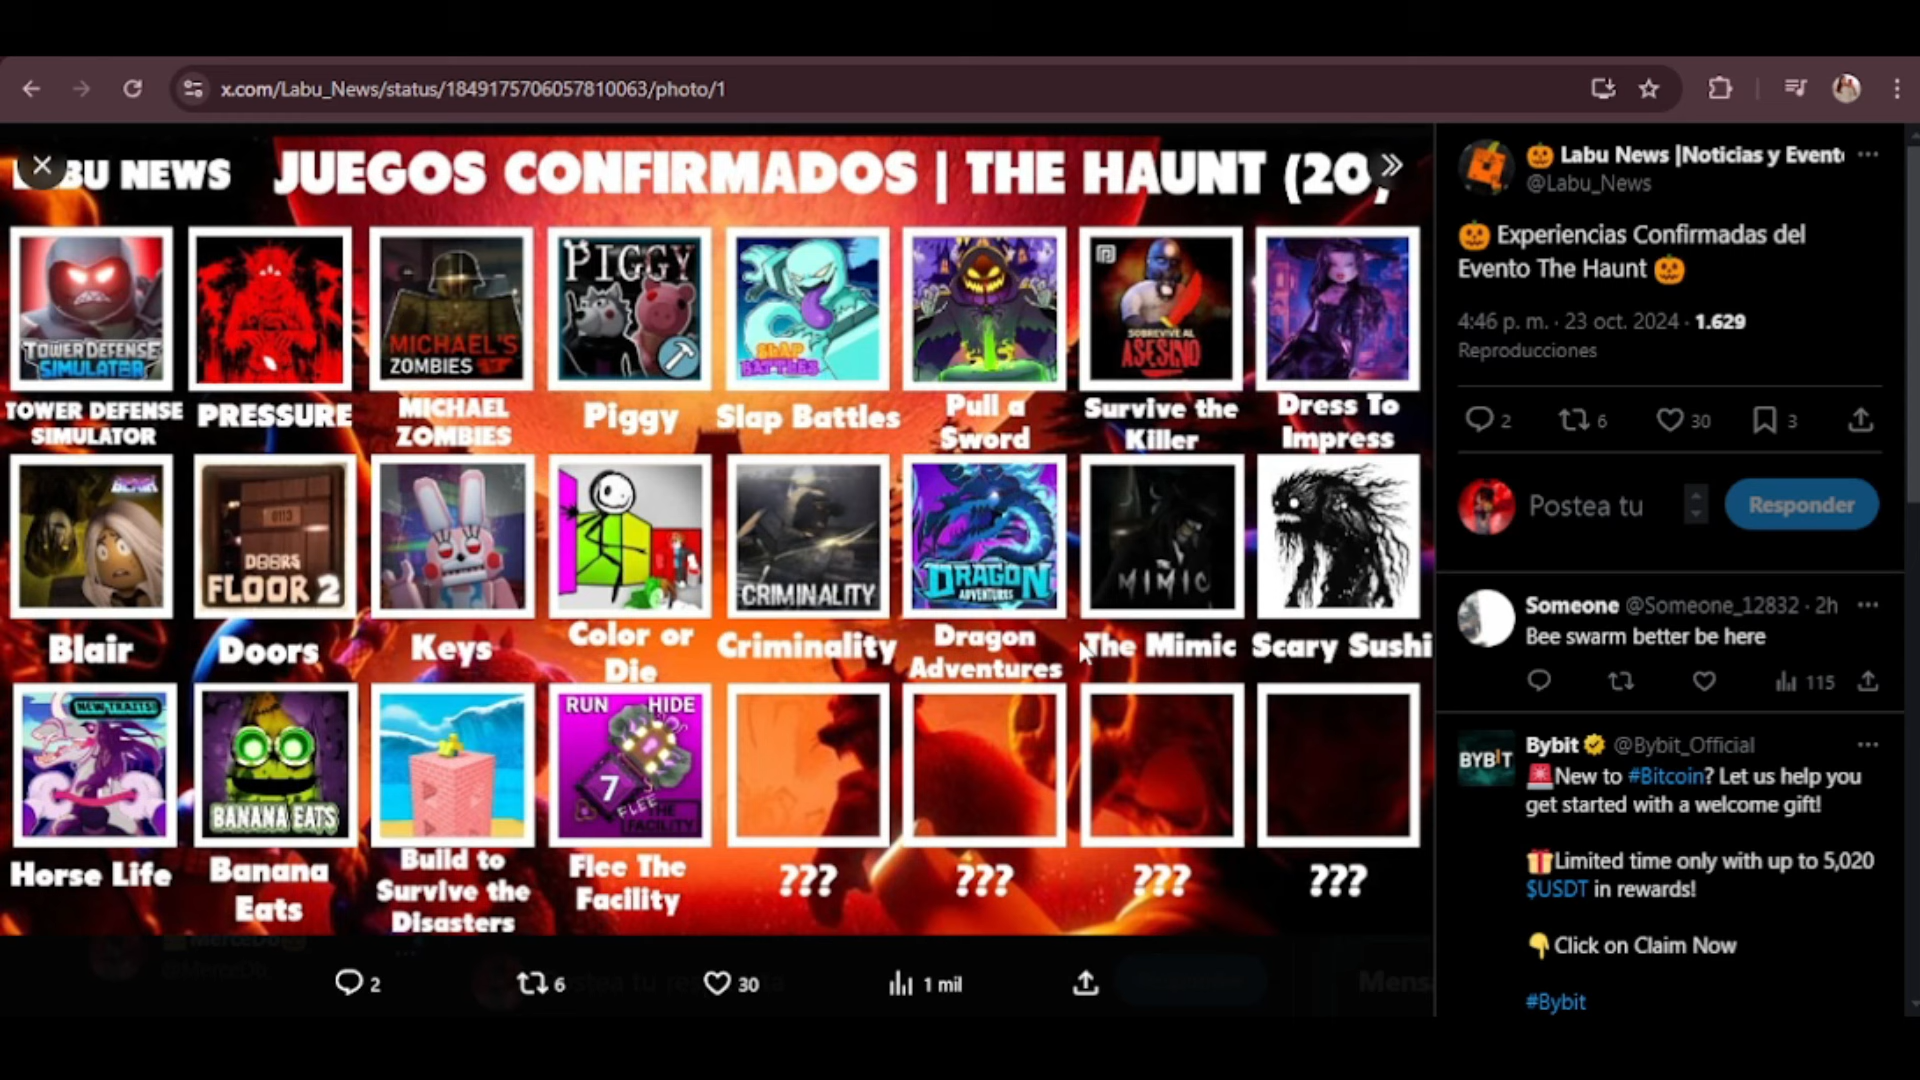 x.com/Labu_News/status/1849175706057810063/photo/1
BU NEWS
JUEGOS CONFIRMADOS | THE HAUNT (20
TOWER DEFENSE
SIMULATOR
MICHAEL'S
ZOMBIES
PIGGY
SLAP
BATTLES
SOBREVIVE AL
ASESINO
TOWER DEFENSE
SIMULATOR
PRESSURE
MICHAEL
ZOMBIES
Piggy
Slap Battles
Pull a
Sword
Survive the
Killer
Dress To
Impress
BLAIR
0113
DOORS
FLOOR 2
CRIMINALITY
DRAGON
ADVENTURES
MIMIC
Blair
Doors
Keys
Color or
Die
Criminality
Dragon
Adventures
The Mimic
Scary Sushi
NEW TRAITS!
BANANA EATS
RUN HIDE
7
FLEE
THE
FACILITY
Horse Life
Banana
Eats
Build to
Survive the
Disasters
Flee The
Facility
???
???
???
???
2
6
30
1 mil
Labu News |Noticias y Event
@Labu_News
Experiencias Confirmadas del
Evento The Haunt
4:46 p. m. · 23 oct. 2024 · 1.629
Reproducciones
2
6
30
3
Postea tu
Responder
Someone @Someone_12832 · 2h
Bee swarm better be here
115
BYBIT
Bybit @Bybit_Official
New to #Bitcoin? Let us help you
get started with a welcome gift!
Limited time only with up to 5,020
$USDT in rewards!
Click on Claim Now
#Bybit